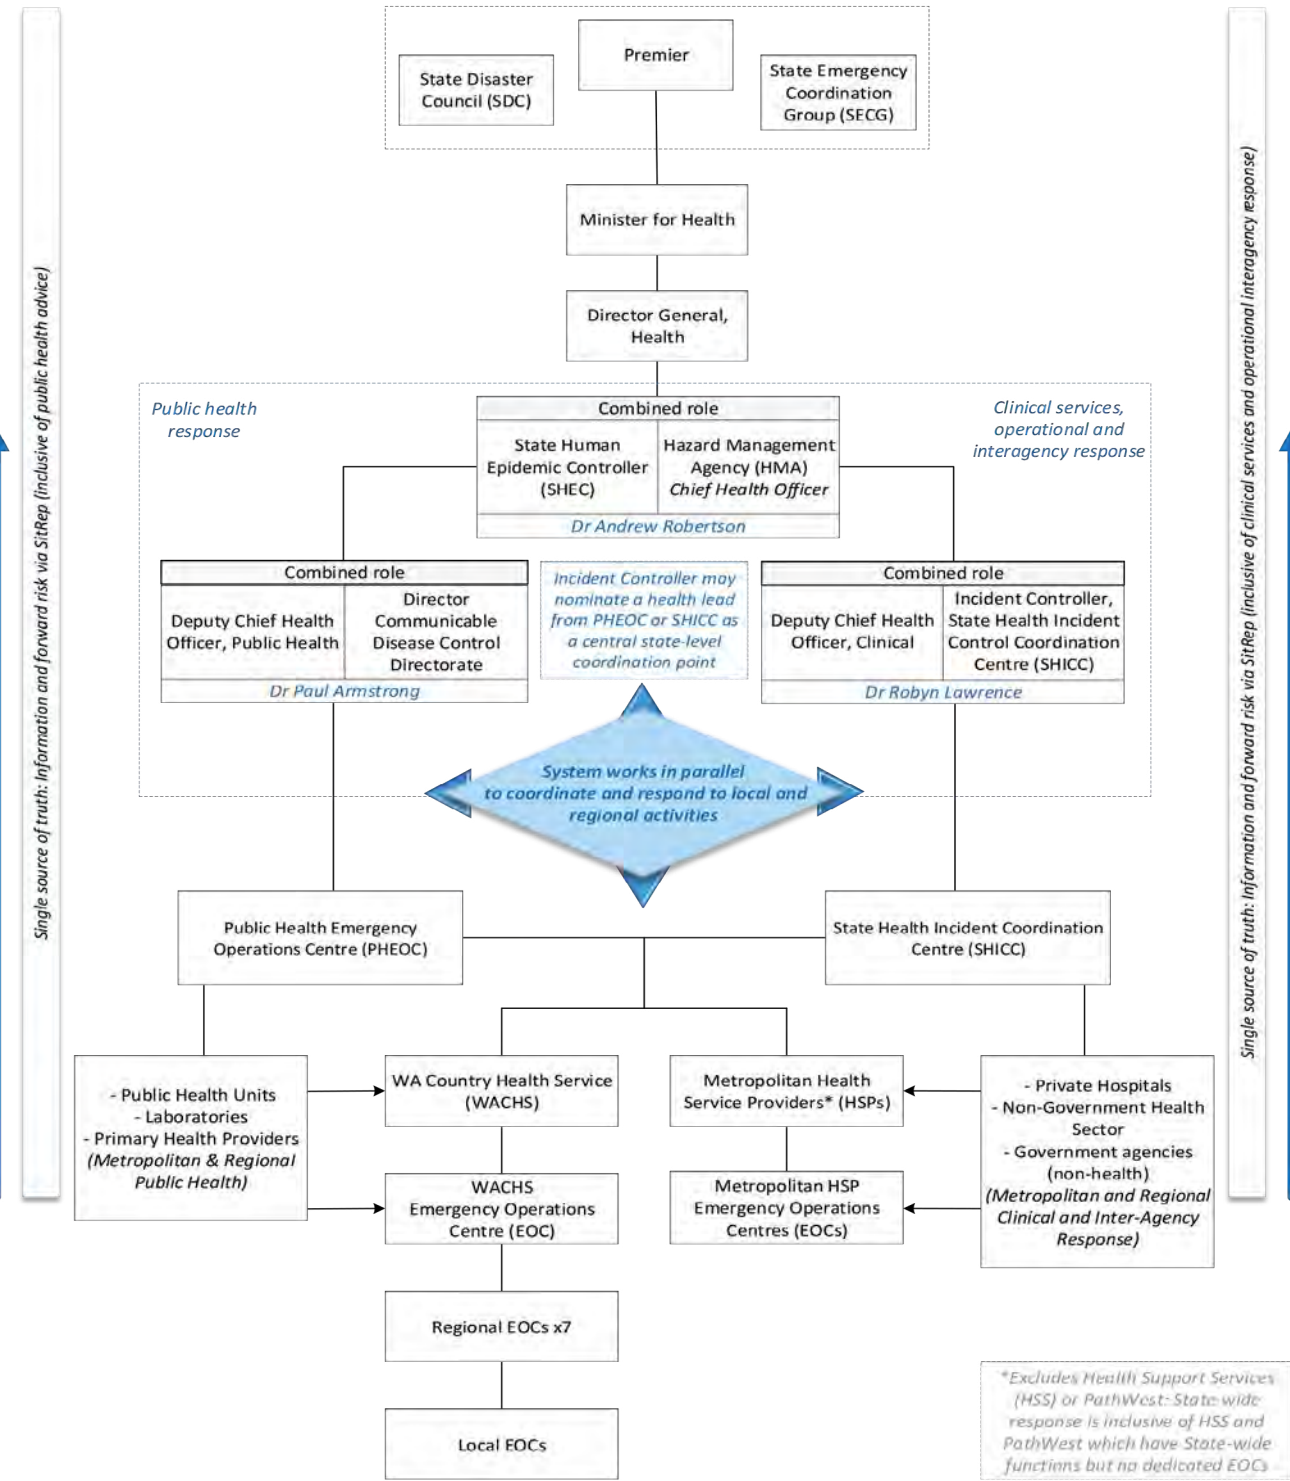 Premier
State Disaster
Council (SDC)
State Emergency
Coordination
Group (SECG)
Minister for Health
Director General,
Health
Public health
response
Clinical services,
operational and
interagency response
Combined role
State Human
Epidemic Controller
(SHEC)
Hazard Management
Agency (HMA)
Chief Health Officer
Dr Andrew Robertson
Combined role
Deputy Chief Health
Officer, Public Health
Director
Communicable
Disease Control
Directorate
Dr Paul Armstrong
Incident Controller may
nominate a health lead
from PHEOC or SHICC as
a central state-level
coordination point
Combined role
Deputy Chief Health
Officer, Clinical
Incident Controller,
State Health Incident
Control Coordination
Centre (SHICC)
Dr Robyn Lawrence
System works in parallel
to coordinate and respond to local and
regional activities
Public Health Emergency
Operations Centre (PHEOC)
State Health Incident Coordination
Centre (SHICC)
- Public Health Units
- Laboratories
- Primary Health Providers
(Metropolitan & Regional
Public Health)
WA Country Health Service
(WACHS)
Metropolitan Health
Service Providers* (HSPs)
- Private Hospitals
- Non-Government Health
Sector
- Government agencies
(non-health)
(Metropolitan and Regional
Clinical and Inter-Agency
Response)
WACHS
Emergency Operations
Centre (EOC)
Metropolitan HSP
Emergency Operations
Centres (EOCs)
Regional EOCs x7
Local EOCs
*Excludes Health Support Services
(HSS) or PathWest. State-wide
response is inclusive of HSS and
PathWest which have State-wide
functions but no dedicated EOCs
Single source of truth: Information and forward risk via SitRep (inclusive of public health advice)
Single source of truth: Information and forward risk via SitRep (inclusive of clinical services and operational interagency response)